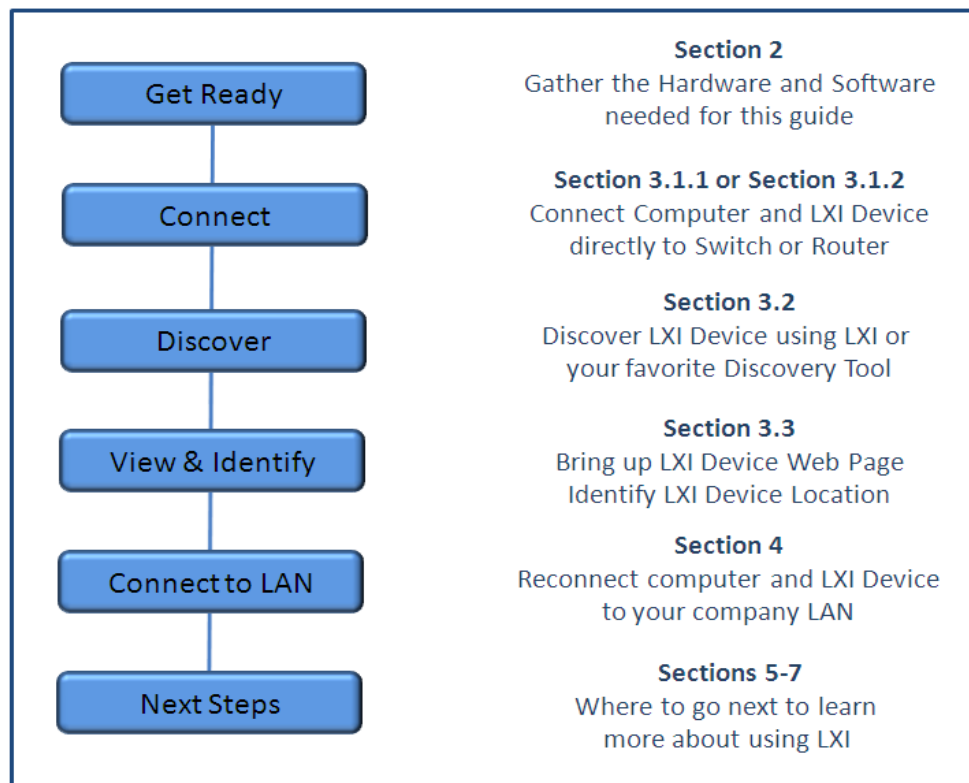 Get Ready
Section 2
Gather the Hardware and Software
needed for this guide
Connect
Section 3.1.1 or Section 3.1.2
Connect Computer and LXI Device
directly to Switch or Router
Discover
Section 3.2
Discover LXI Device using LXI or
your favorite Discovery Tool
View & Identify
Section 3.3
Bring up LXI Device Web Page
Identify LXI Device Location
Connect to LAN
Section 4
Reconnect computer and LXI Device
to your company LAN
Next Steps
Sections 5-7
Where to go next to learn
more about using LXI